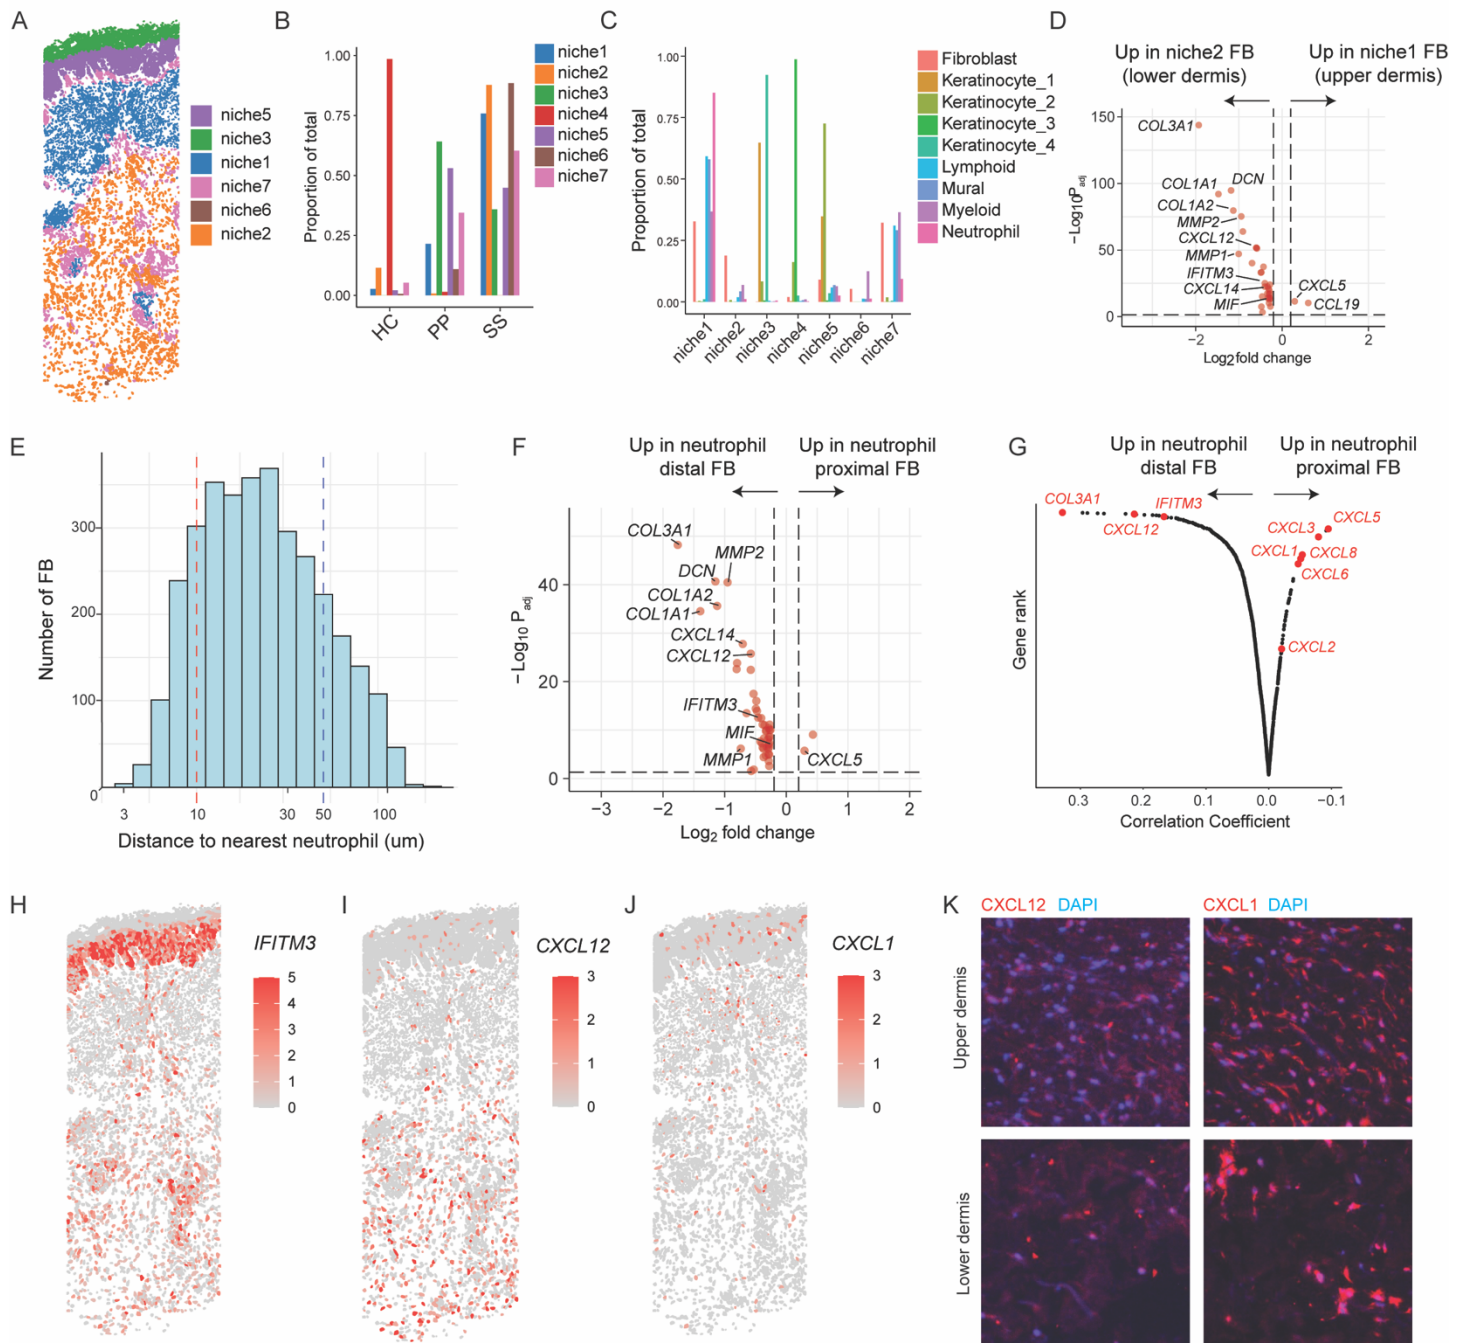 A
niche5
niche3
niche1
niche7
niche6
niche2
B
Proportion of total
1.00
0.75
0.50
0.25
0.00
HC
PP
SS
niche1
niche2
niche3
niche4
niche5
niche6
niche7
C
Proportion of total
1.00
0.75
0.50
0.25
0.00
niche1
niche2
niche3
niche4
niche5
niche6
niche7
Fibroblast
Keratinocyte_1
Keratinocyte_2
Keratinocyte_3
Keratinocyte_4
Lymphoid
Mural
Myeloid
Neutrophil
D
Up in niche2 FB
(lower dermis)
Up in niche1 FB
(upper dermis)
−Log10Padj
150
100
50
0
COL3A1
COL1A1
DCN
COL1A2
MMP2
CXCL12
MMP1
IFITM3
CXCL14
MIF
CXCL5
CCL19
−2
0
2
Log2fold change
E
Number of FB
300
200
100
0
3
10
30
50
100
Distance to nearest neutrophil (um)
F
Up in neutrophil
distal FB
Up in neutrophil
proximal FB
−Log10 Padj
40
20
0
COL3A1
MMP2
DCN
COL1A2
COL1A1
CXCL14
CXCL12
IFITM3
MIF
MMP1
CXCL5
−3
−2
−1
0
1
2
Log2 fold change
G
Up in neutrophil
distal FB
Up in neutrophil
proximal FB
Gene rank
COL3A1
IFITM3
CXCL12
CXCL5
CXCL3
CXCL1
CXCL8
CXCL6
CXCL2
0.3
0.2
0.1
0.0
−0.1
Correlation Coefficient
H
IFITM3
5
4
3
2
1
0
I
CXCL12
3
2
1
0
J
CXCL1
3
2
1
0
K
CXCL12 DAPI
CXCL1 DAPI
Upper dermis
Lower dermis